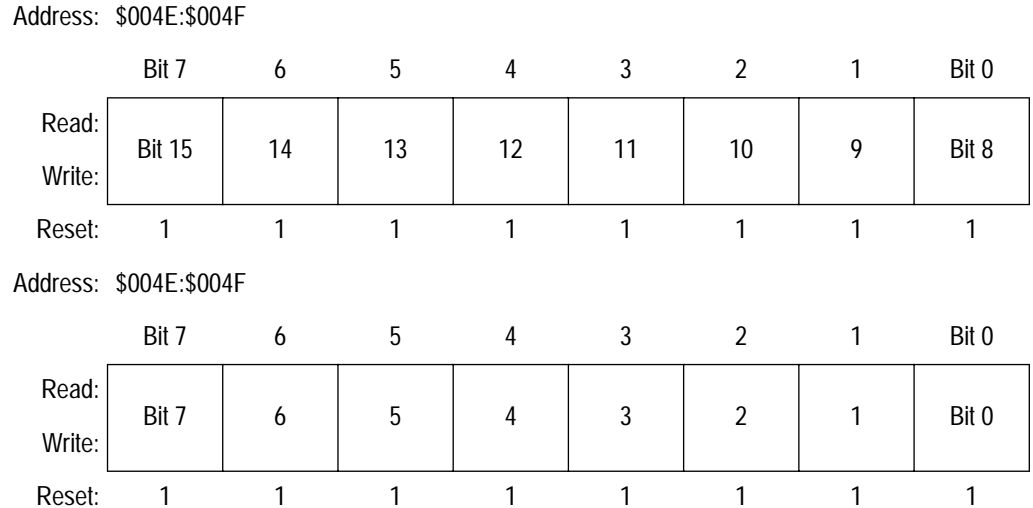 Address: $004E:$004F
Bit 7 6 5 4 3 2 1 Bit 0
Read:
Bit 15 14 13 12 11 10 9 Bit 8
Write:
Reset: 1 1 1 1 1 1 1 1
Address: $004E:$004F
Bit 7 6 5 4 3 2 1 Bit 0
Read:
Bit 7 6 5 4 3 2 1 Bit 0
Write:
Reset: 1 1 1 1 1 1 1 1